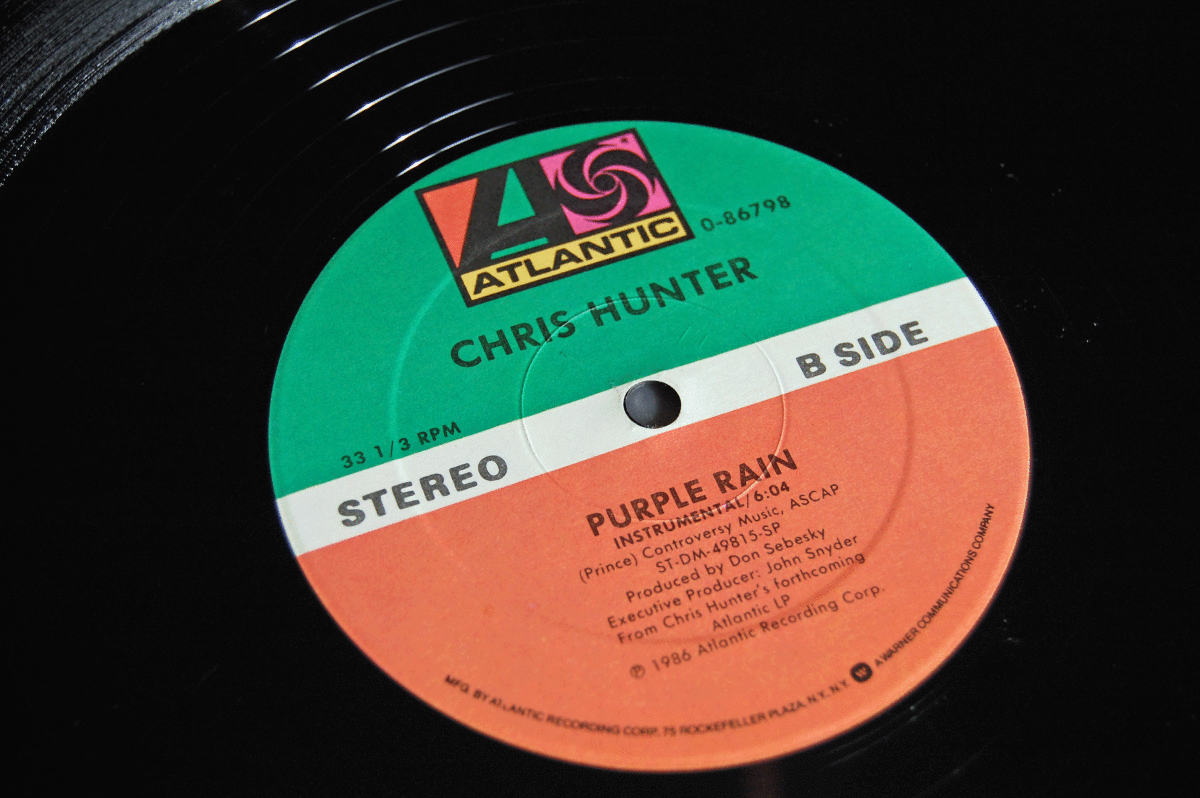 ATLANTIC
0-86798
CHRIS HUNTER
33 1/3 RPM
STEREO
B SIDE
PURPLE RAIN
INSTRUMENTAL/6:04
(Prince) Controversy Music, ASCAP
ST-DM-49815-SP
Produced by Don Sebesky
Executive Producer: John Snyder
From Chris Hunter's forthcoming
Atlantic LP
℗ 1986 Atlantic Recording Corp.
MFG. BY ATLANTIC RECORDING CORP., 75 ROCKEFELLER PLAZA, N.Y., N.Y. W A WARNER COMMUNICATIONS COMPANY